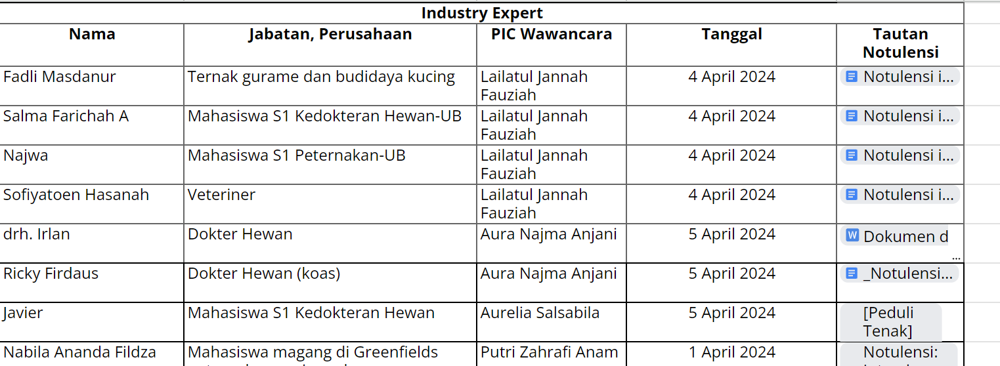 Industry Expert
Nama Jabatan, Perusahaan PIC Wawancara Tanggal Tautan
Notulensi
Fadli Masdanur Ternak gurame dan budidaya kucing Lailatul Jannah 4 April 2024 Notulensi i...
Fauziah
Salma Farichah A Mahasiswa S1 Kedokteran Hewan-UB Lailatul Jannah 4 April 2024 Notulensi i...
Fauziah
Najwa Mahasiswa S1 Peternakan-UB Lailatul Jannah 4 April 2024 Notulensi i...
Fauziah
Sofiyatoen Hasanah Veteriner Lailatul Jannah 4 April 2024 Notulensi i...
Fauziah
drh. Irlan Dokter Hewan Aura Najma Anjani 5 April 2024 Dokumen d
...
Ricky Firdaus Dokter Hewan (koas) Aura Najma Anjani 5 April 2024 _Notulensi...
Javier Mahasiswa S1 Kedokteran Hewan Aurelia Salsabila 5 April 2024 [Peduli
Tenak]
Nabila Ananda Fildza Mahasiswa magang di Greenfields Putri Zahrafi Anam 1 April 2024 Notulensi: